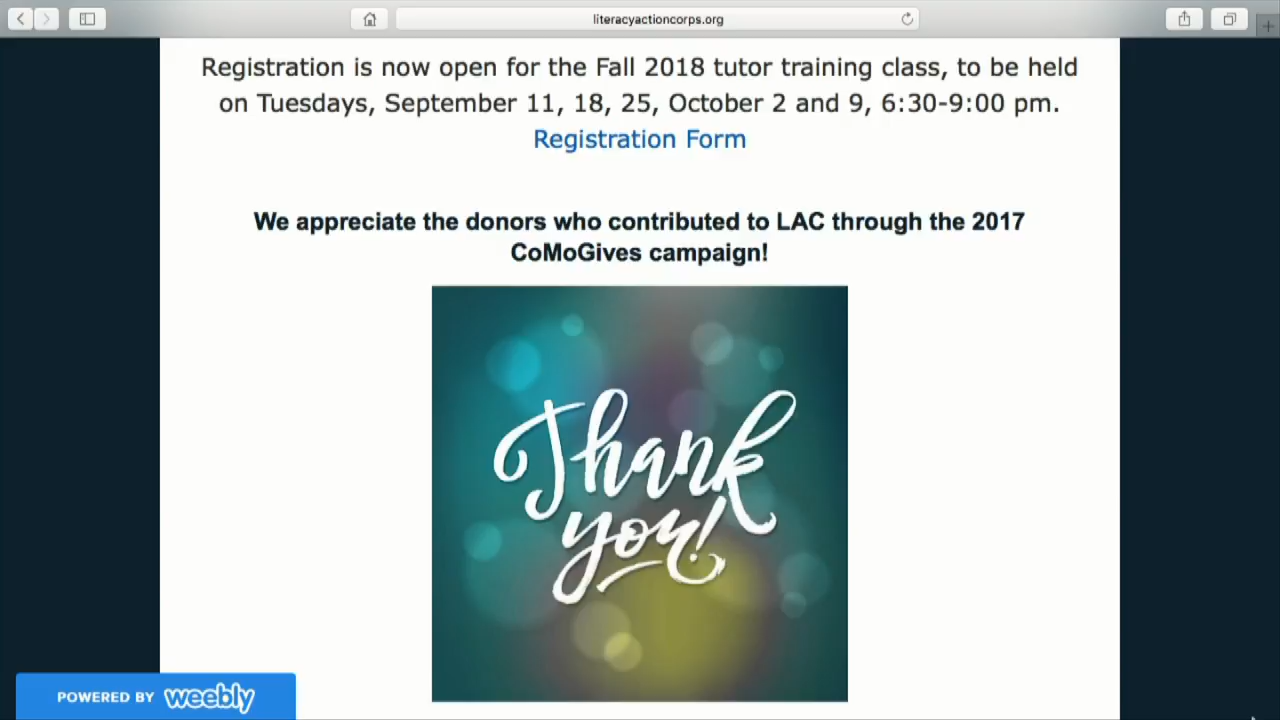 literacyactioncorps.org
Registration is now open for the Fall 2018 tutor training class, to be held
on Tuesdays, September 11, 18, 25, October 2 and 9, 6:30-9:00 pm.
Registration Form
We appreciate the donors who contributed to LAC through the 2017
CoMoGives campaign!
Thank
you!
POWERED BY weebly